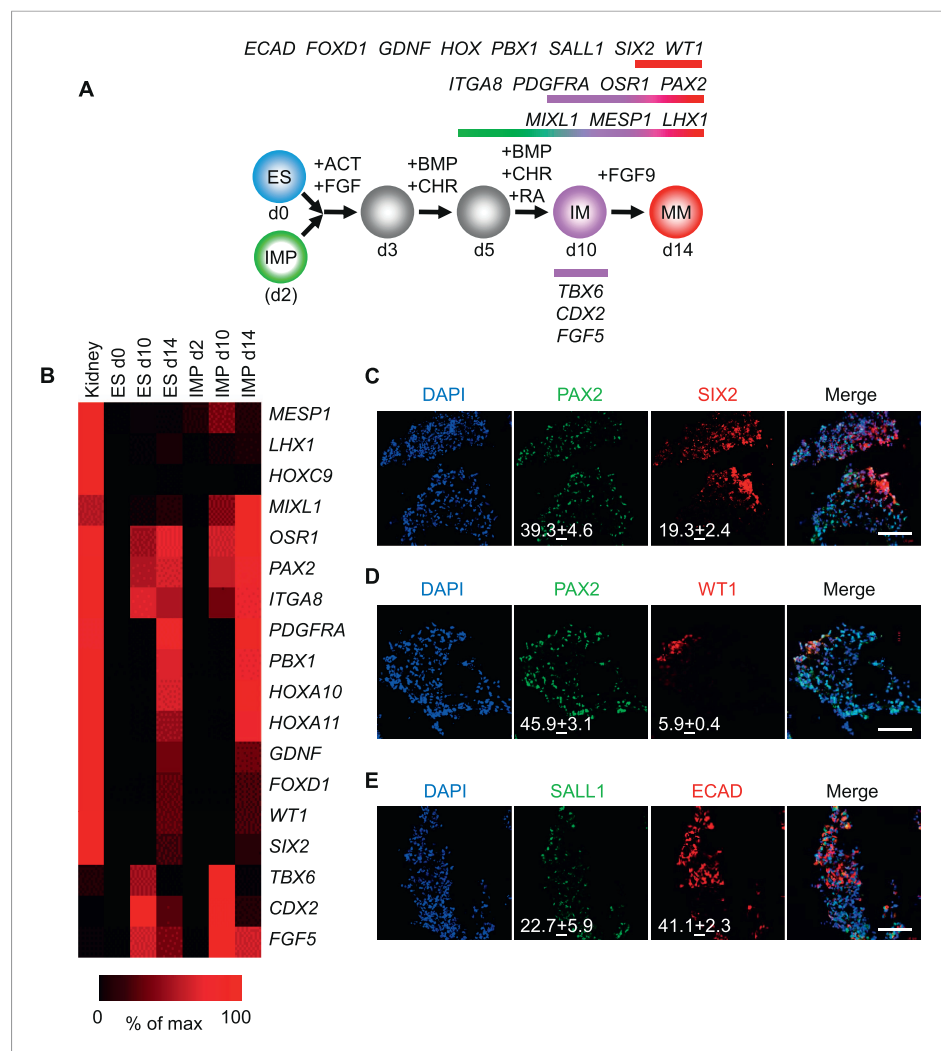 ECAD FOXD1 GDNF HOX PBX1 SALL1 SIX2 WT1
A
ITGA8 PDGFRA OSR1 PAX2
MIXL1 MESP1 LHX1
+ACT
+FGF
+BMP
+CHR
+BMP
+CHR
+RA
+FGF9
ES
d0
IMP
(d2)
d3
d5
IM
d10
MM
d14
TBX6
CDX2
FGF5
B
Kidney
ES d0
ES d10
ES d14
IMP d2
IMP d10
IMP d14
MESP1
LHX1
HOXC9
MIXL1
OSR1
PAX2
ITGA8
PDGFRA
PBX1
HOXA10
HOXA11
GDNF
FOXD1
WT1
SIX2
TBX6
CDX2
FGF5
0 % of max 100
C
DAPI PAX2 SIX2 Merge
39.3±4.6 19.3±2.4
D
DAPI PAX2 WT1 Merge
45.9±3.1 5.9±0.4
E
DAPI SALL1 ECAD Merge
22.7±5.9 41.1±2.3